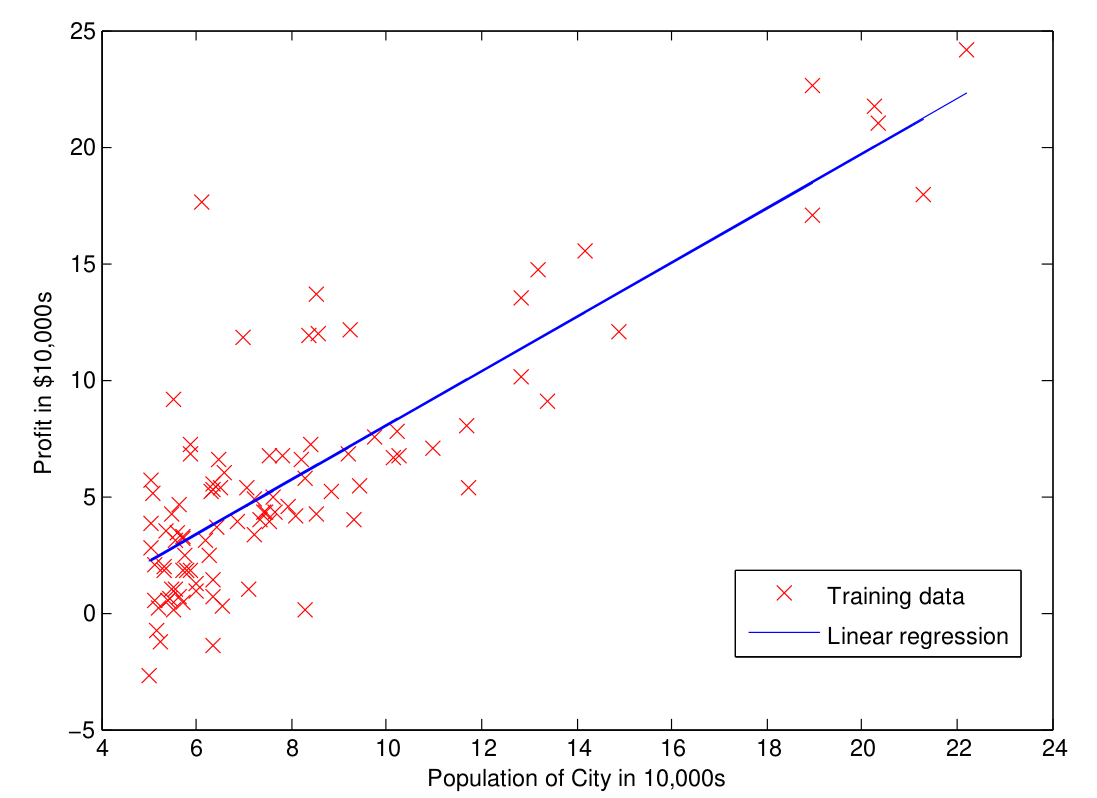 25
20
15
10
5
0
−5
4 6 8 10 12 14 16 18 20 22 24
Profit in $10,000s
Population of City in 10,000s
Training data
Linear regression